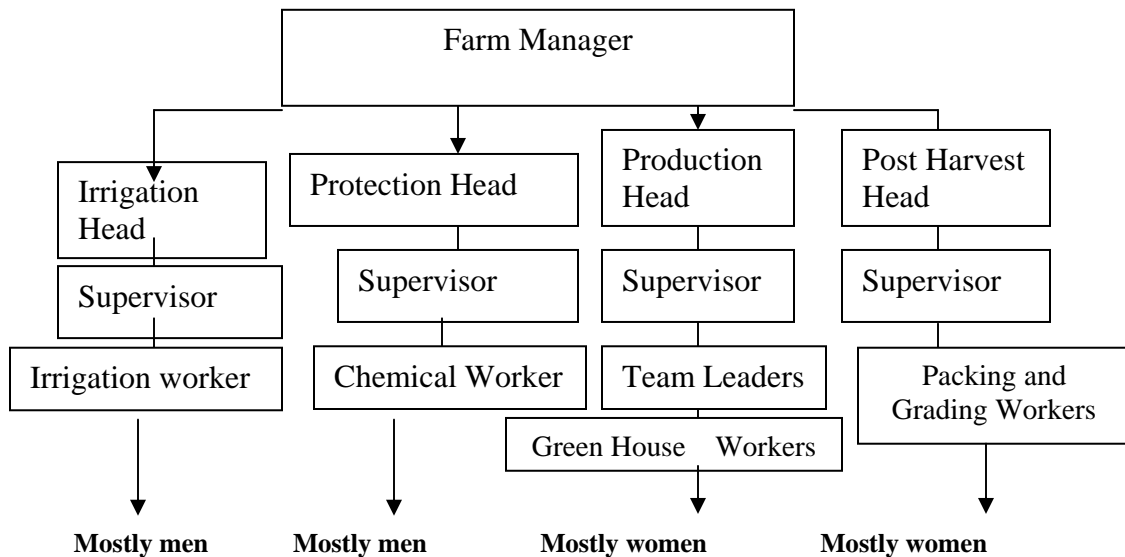 Farm Manager
Irrigation
Head
Protection Head
Production
Head
Post Harvest
Head
Supervisor
Supervisor
Supervisor
Supervisor
Irrigation worker
Chemical Worker
Team Leaders
Packing and
Grading Workers
Green House Workers
Mostly men
Mostly men
Mostly women
Mostly women